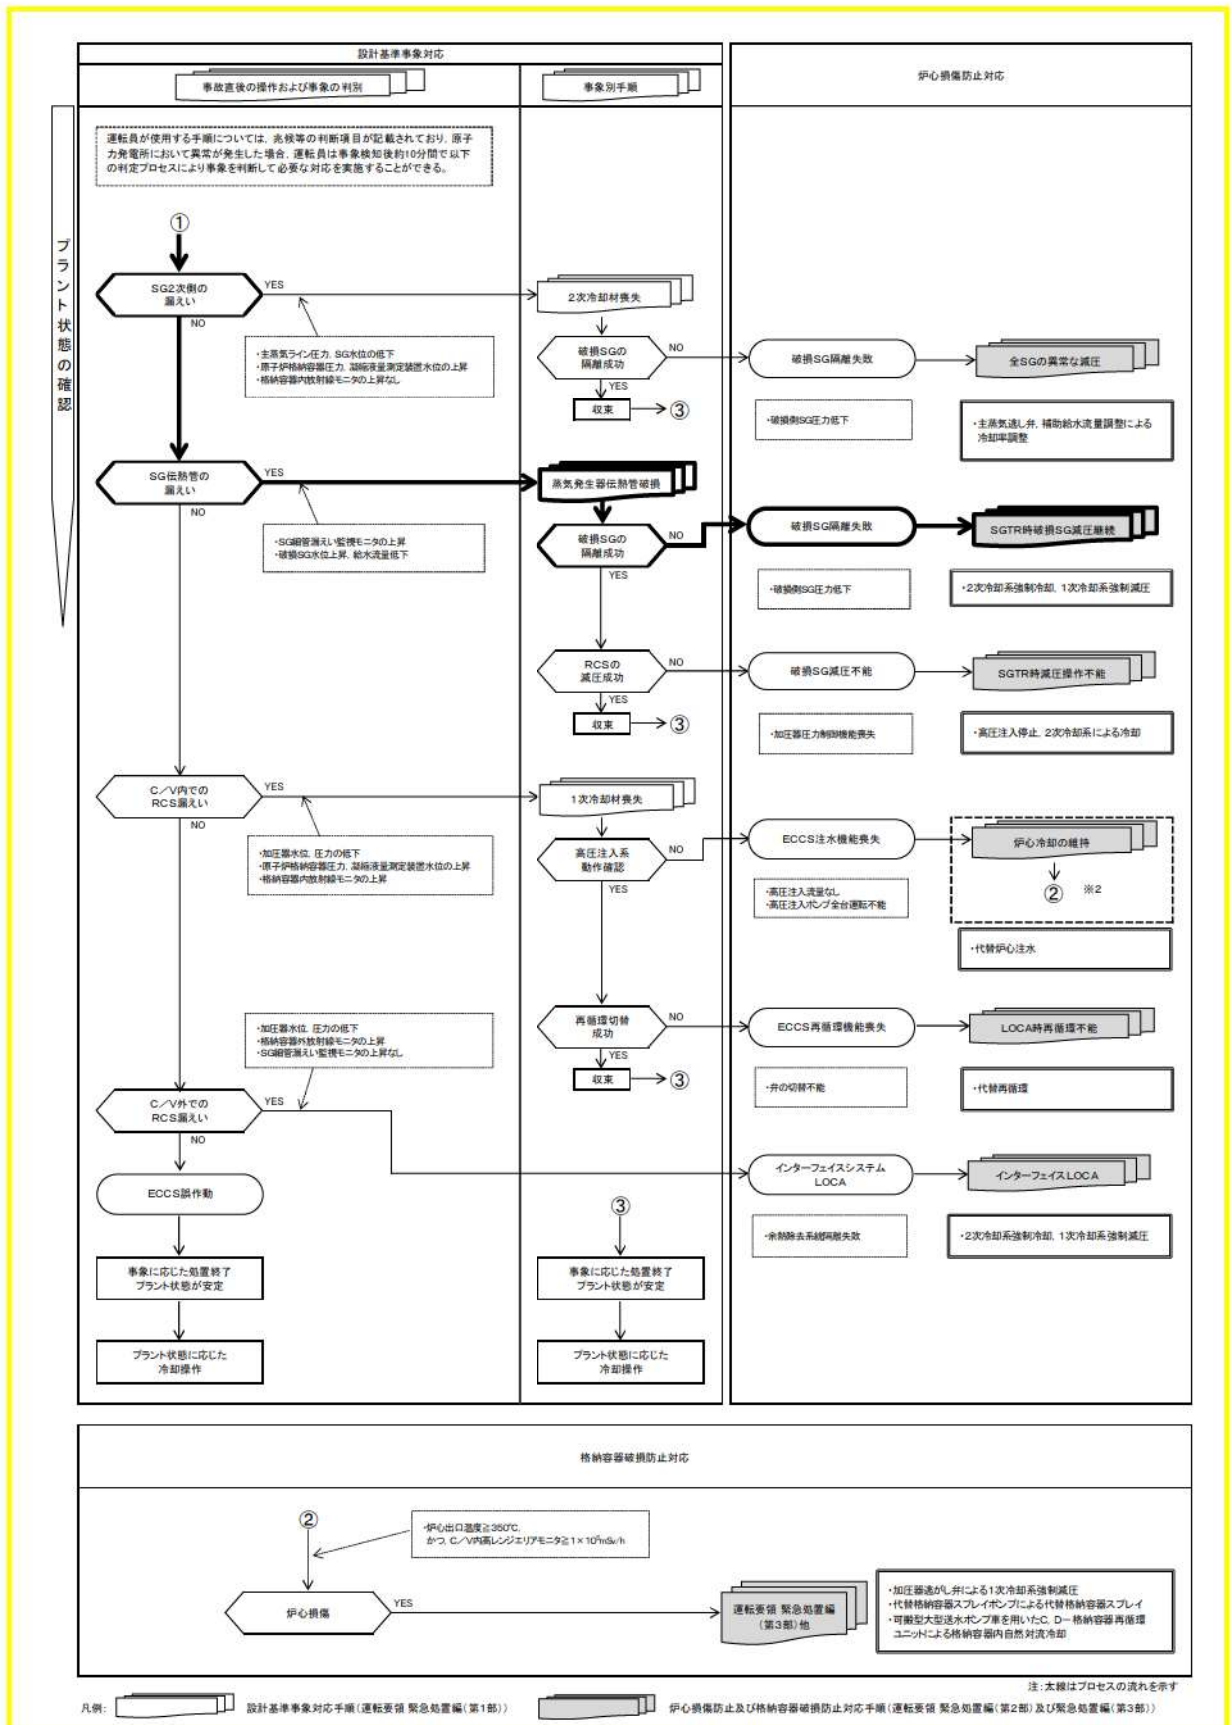 設計基準事象対応
事故直後の操作および事象の判別
事象別手順
炉心損傷防止対応
プラント状態の確認
運転員が使用する手順については、兆候等の判断項目が記載されており、原子
力発電所において異常が発生した場合、運転員は事象検知後約10分間で以下
の判定プロセスにより事象を判断して必要な対応を実施することができる。
①
SG2次側の
漏えい
YES
NO
・主蒸気ライン圧力、SG水位の低下
・原子炉格納容器圧力、凝縮液量測定装置水位の上昇
・格納容器内放射線モニタの上昇なし
2次冷却材喪失
破損SGの
隔離成功
NO
YES
収束
③
破損SG隔離失敗
全SGの異常な減圧
・破損側SG圧力低下
・主蒸気逃し弁、補助給水流量調整による
冷却率調整
SG伝熱管の
漏えい
YES
NO
・SG細管漏えい監視モニタの上昇
・破損SG水位上昇、給水流量低下
蒸気発生器伝熱管破損
破損SGの
隔離成功
NO
YES
破損SG隔離失敗
SGTR時破損SG減圧継続
・破損側SG圧力低下
・2次冷却系強制冷却、1次冷却系強制減圧
RCSの
減圧成功
NO
YES
収束
③
破損SG減圧不能
SGTR時減圧操作不能
・加圧器圧力制御機能喪失
・高圧注入停止、2次冷却系による冷却
C/V内での
RCS漏えい
YES
NO
・加圧器水位、圧力の低下
・原子炉格納容器圧力、凝縮液量測定装置水位の上昇
・格納容器内放射線モニタの上昇
1次冷却材喪失
高圧注入系
動作確認
NO
YES
ECCS注水機能喪失
炉心冷却の維持
② ※2
・高圧注入流量なし
・高圧注入ポンプ全台運転不能
・代替炉心注水
再循環切替
成功
NO
YES
収束
③
ECCS再循環機能喪失
LOCA時再循環不能
・弁の切替不能
・代替再循環
・加圧器水位、圧力の低下
・格納容器外放射線モニタの上昇
・SG細管漏えい監視モニタの上昇なし
C/V外での
RCS漏えい
YES
NO
インターフェイスシステム
LOCA
インターフェイスLOCA
・余熱除去系統隔離失敗
・2次冷却系強制冷却、1次冷却系強制減圧
ECCS誤作動
事象に応じた処置終了
プラント状態が安定
プラント状態に応じた
冷却操作
③
事象に応じた処置終了
プラント状態が安定
プラント状態に応じた
冷却操作
格納容器破損防止対応
②
・炉心出口温度≧350℃、
かつ、C/V内高レンジエリアモニタ≧1×10⁵mSv/h
炉心損傷
YES
運転要領 緊急処置編
(第3部)他
・加圧器逃がし弁による1次冷却系強制減圧
・代替格納容器スプレイポンプによる代替格納容器スプレイ
・可搬型大型送水ポンプ車を用いたC、D-格納容器再循環
ユニットによる格納容器内自然対流冷却
注:太線はプロセスの流れを示す
凡例:
設計基準事象対応手順(運転要領 緊急処置編(第1部))
炉心損傷防止及び格納容器破損防止対応手順(運転要領 緊急処置編(第2部)及び緊急処置編(第3部))